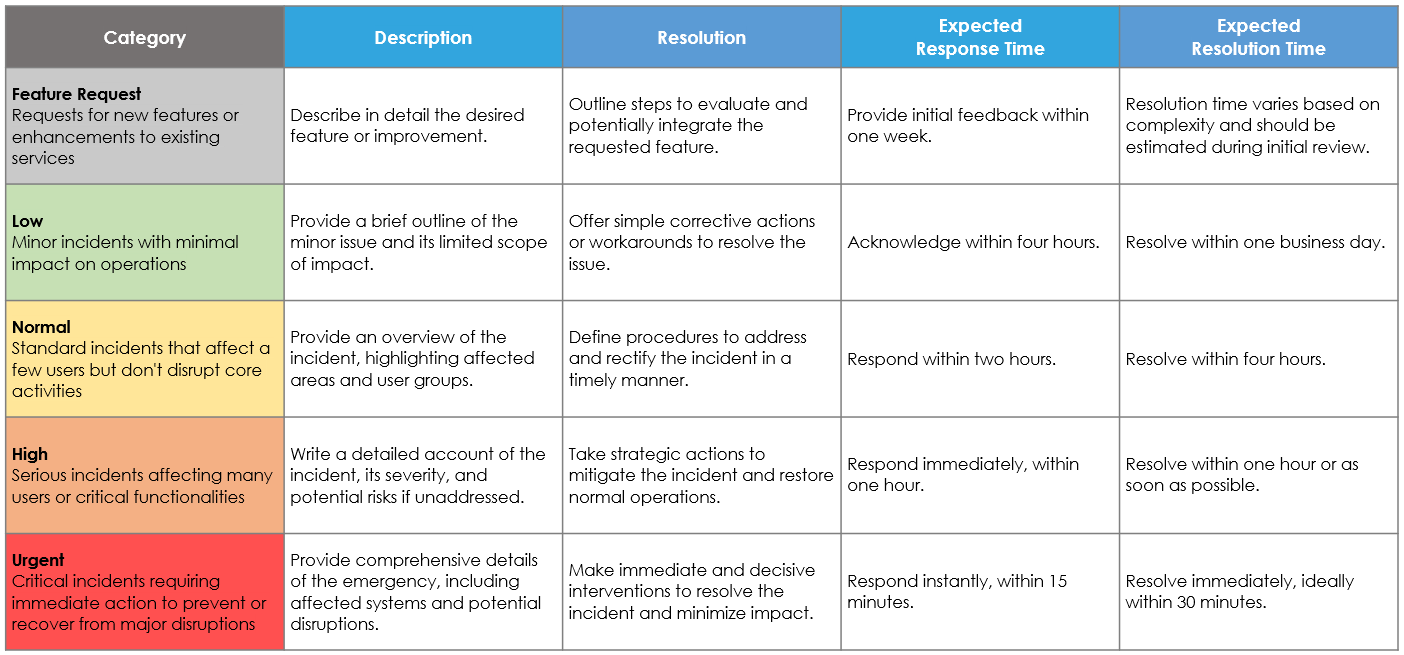 Category
Description
Resolution
Expected
Response Time
Expected
Resolution Time
Feature Request
Requests for new features or
enhancements to existing
services
Describe in detail the desired
feature or improvement.
Outline steps to evaluate and
potentially integrate the
requested feature.
Provide initial feedback within
one week.
Resolution time varies based on
complexity and should be
estimated during initial review.
Low
Minor incidents with minimal
impact on operations
Provide a brief outline of the
minor issue and its limited scope
of impact.
Offer simple corrective actions
or workarounds to resolve the
issue.
Acknowledge within four hours.
Resolve within one business day.
Normal
Standard incidents that affect a
few users but don't disrupt core
activities
Provide an overview of the
incident, highlighting affected
areas and user groups.
Define procedures to address
and rectify the incident in a
timely manner.
Respond within two hours.
Resolve within four hours.
High
Serious incidents affecting many
users or critical functionalities
Write a detailed account of the
incident, its severity, and
potential risks if unaddressed.
Take strategic actions to
mitigate the incident and restore
normal operations.
Respond immediately, within
one hour.
Resolve within one hour or as
soon as possible.
Urgent
Critical incidents requiring
immediate action to prevent or
recover from major disruptions
Provide comprehensive details
of the emergency, including
affected systems and potential
disruptions.
Make immediate and decisive
interventions to resolve the
incident and minimize impact.
Respond instantly, within 15
minutes.
Resolve immediately, ideally
within 30 minutes.